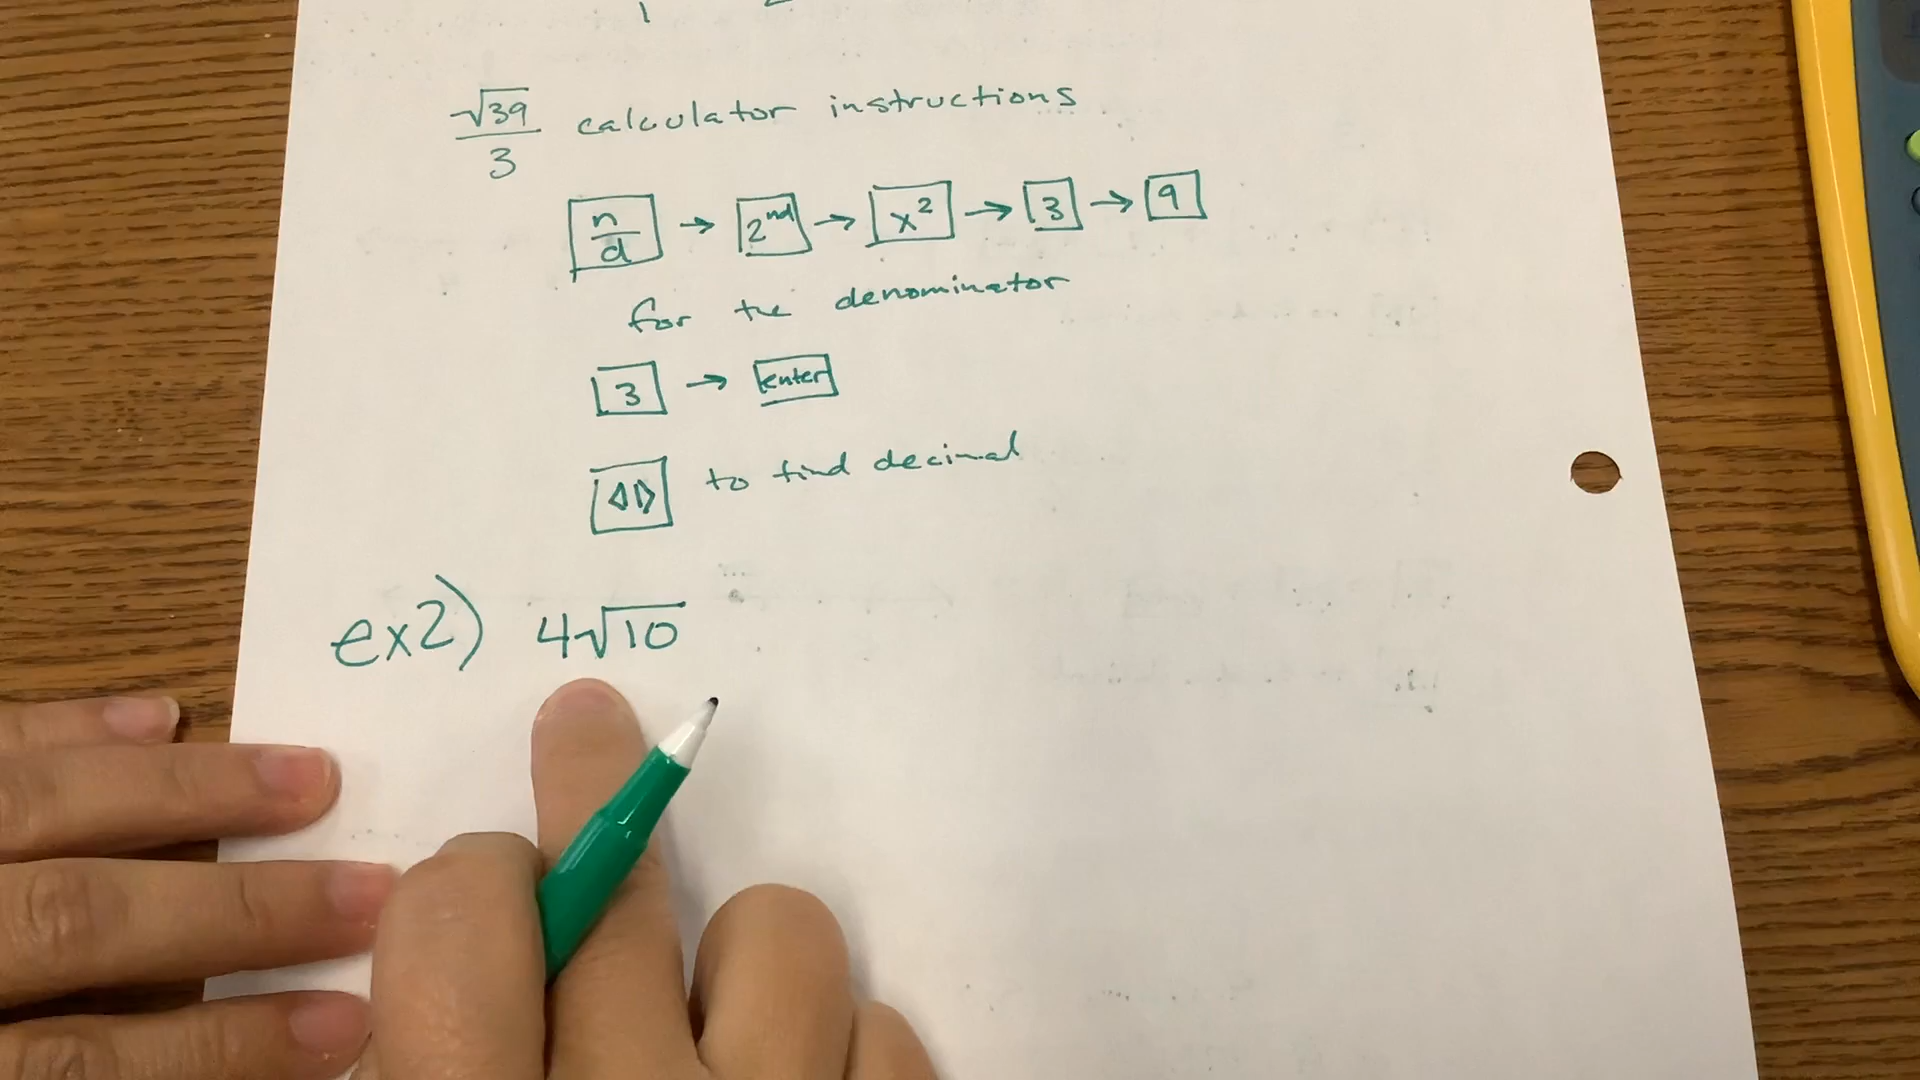 √39/3 calculator instructions
n/d → 2nd → x² → 3 → 9
for the denominator
3 → enter
◁▷ to find decimal
ex2) 4√10